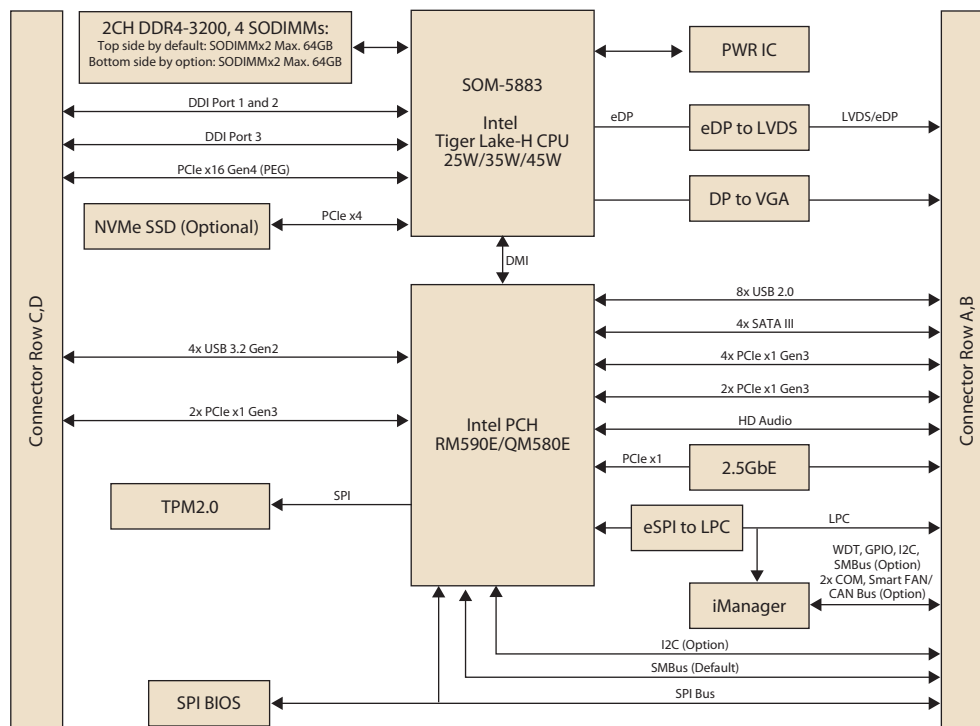 2CH DDR4-3200, 4 SODIMMs:
Top side by default: SODIMMx2 Max. 64GB
Bottom side by option: SODIMMx2 Max. 64GB
SOM-5883
Intel
Tiger Lake-H CPU
25W/35W/45W
PWR IC
DDI Port 1 and 2
DDI Port 3
PCIe x16 Gen4 (PEG)
eDP
eDP to LVDS
LVDS/eDP
DP to VGA
NVMe SSD (Optional)
PCIe x4
DMI
Connector Row C,D
Connector Row A,B
4x USB 3.2 Gen2
2x PCIe x1 Gen3
Intel PCH
RM590E/QM580E
8x USB 2.0
4x SATA III
4x PCIe x1 Gen3
2x PCIe x1 Gen3
HD Audio
PCIe x1
2.5GbE
TPM2.0
SPI
eSPI to LPC
LPC
WDT, GPIO, I2C,
SMBus (Option)
2x COM, Smart FAN/
CAN Bus (Option)
iManager
I2C (Option)
SMBus (Default)
SPI BIOS
SPI Bus